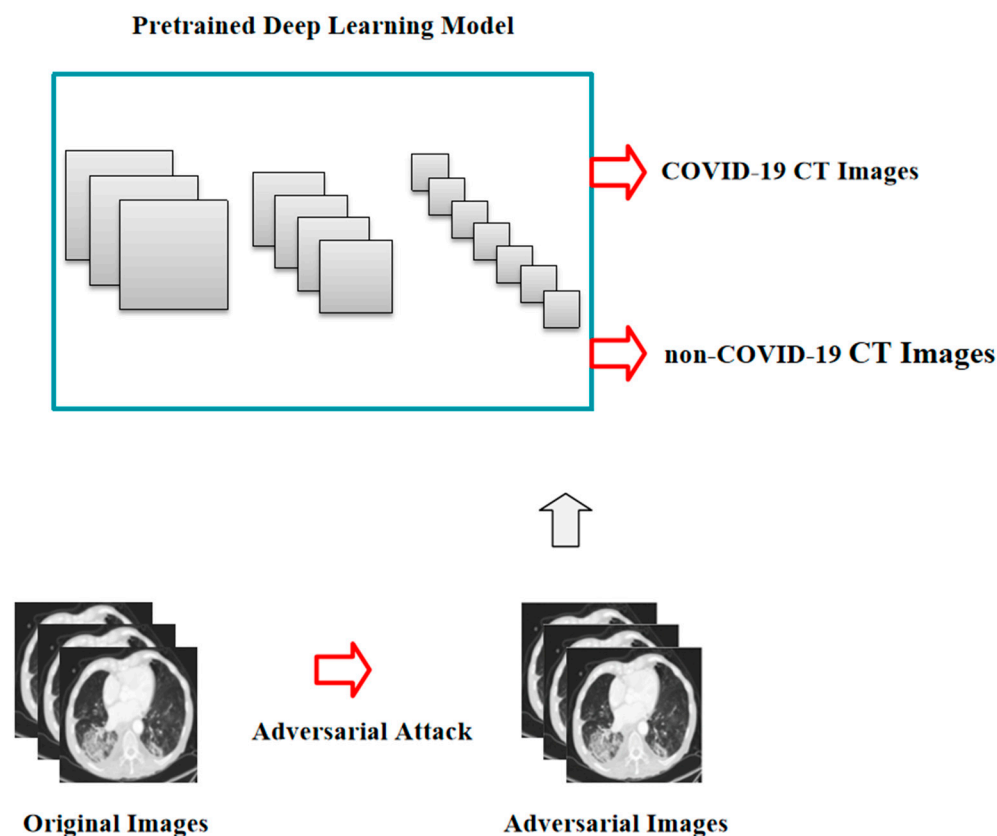 Pretrained Deep Learning Model
COVID-19 CT Images
non-COVID-19 CT Images
Adversarial Attack
Original Images
Adversarial Images